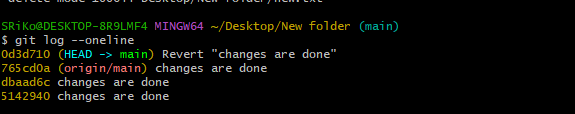 SRiKo@DESKTOP-8R9LMF4 MINGW64 ~/Desktop/New folder (main)
$ git log --oneline
0d3d710 (HEAD -> main) Revert "changes are done"
765cd0a (origin/main) changes are done
dbaad6c changes are done
5142940 changes are done